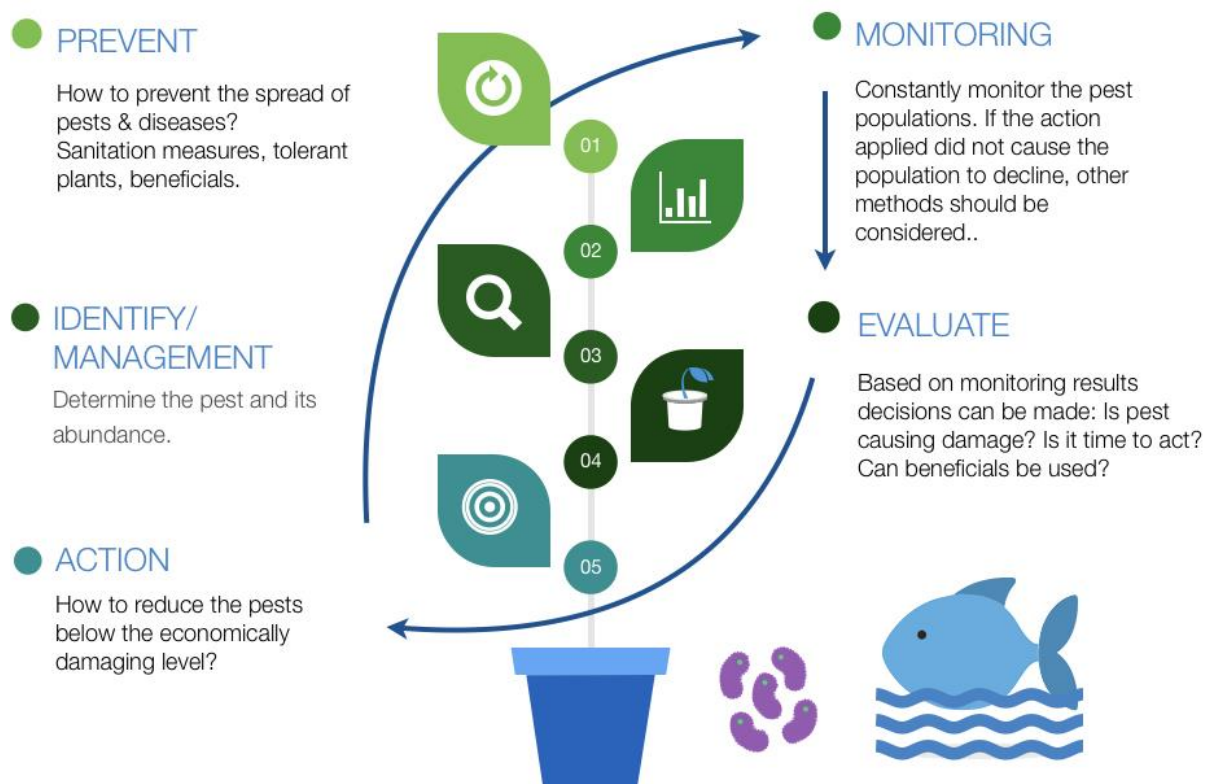 PREVENT
How to prevent the spread of
pests & diseases?
Sanitation measures, tolerant
plants, beneficials.
IDENTIFY/
MANAGEMENT
Determine the pest and its
abundance.
ACTION
How to reduce the pests
below the economically
damaging level?
01
02
03
04
05
MONITORING
Constantly monitor the pest
populations. If the action
applied did not cause the
population to decline, other
methods should be
considered..
EVALUATE
Based on monitoring results
decisions can be made: Is pest
causing damage? Is it time to act?
Can beneficials be used?